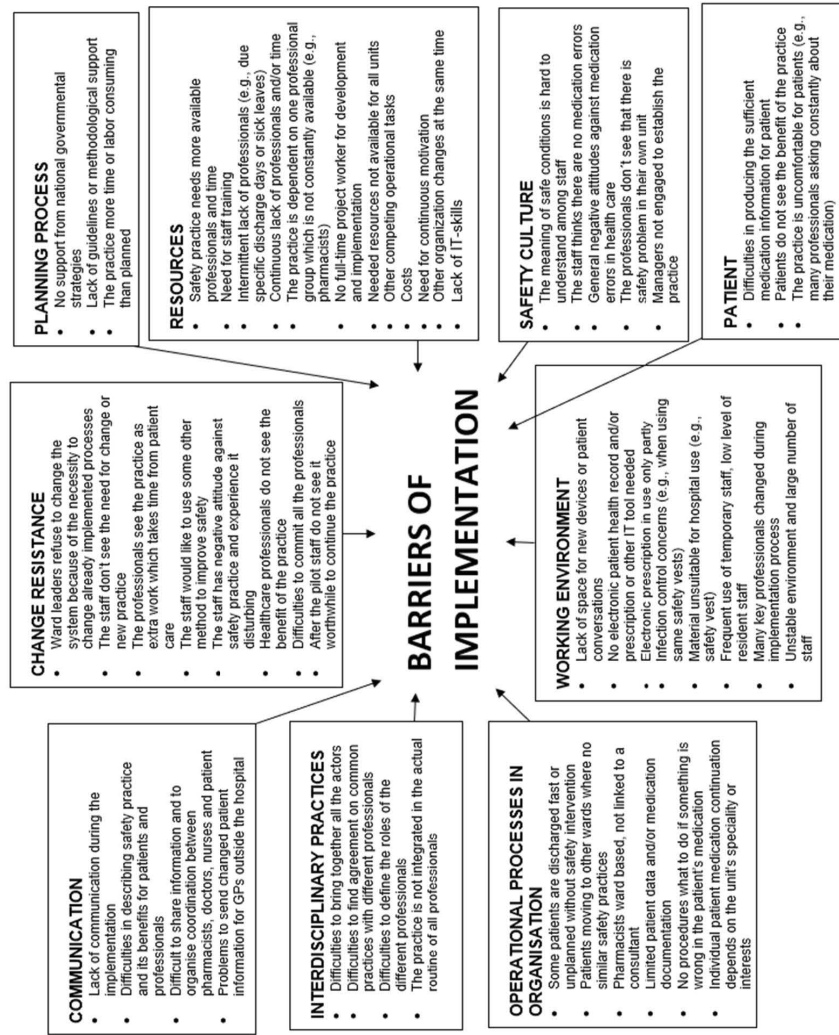 COMMUNICATION
• Lack of communication during the
implementation
• Difficulties in describing safety practice
and its benefits for patients and
professionals
• Difficult to share information and to
organise coordination between
pharmacists, doctors, nurses and patient
• Problems to send changed patient
information for GPs outside the hospital
CHANGE RESISTANCE
• Ward leaders refuse to change the
system because of the necessity to
change already implemented processes
• The staff don't see the need for change or
new practice
• The professionals see the practice as
extra work which takes time from patient
care
• The staff would like to use some other
method to improve safety
• The staff has negative attitude against
safety practice and experience it
disturbing
• Healthcare professionals do not see the
benefit of the practice
• Difficulties to commit all the professionals
• After the pilot staff do not see it
worthwhile to continue the practice
PLANNING PROCESS
• No support from national governmental
strategies
• Lack of guidelines or methodological support
• The practice more time or labor consuming
than planned
RESOURCES
• Safety practice needs more available
professionals and time
• Need for staff training
• Intermittent lack of professionals (e.g., due
specific discharge days or sick leaves)
• Continuous lack of professionals and/or time
• The practice is dependent on one professional
group which is not constantly available (e.g.,
pharmacists)
• No full-time project worker for development
and implementation
• Needed resources not available for all units
• Other competing operational tasks
• Costs
• Need for continuous motivation
• Other organization changes at the same time
• Lack of IT-skills
INTERDISCIPLINARY PRACTICES
• Difficulties to bring together all the actors
• Difficulties to find agreement on common
practices with different professionals
• Difficulties to define the roles of the
different professionals
• The practice is not integrated in the actual
routine of all professionals
BARRIERS OF
IMPLEMENTATION
SAFETY CULTURE
• The meaning of safe conditions is hard to
understand among staff
• The staff thinks there are no medication errors
• General negative attitudes against medication
errors in health care
• The professionals don't see that there is
safety problem in their own unit
• Managers not engaged to establish the
practice
OPERATIONAL PROCESSES IN
ORGANISATION
• Some patients are discharged fast or
unplanned without safety intervention
• Patients moving to other wards where no
similar safety practices
• Pharmacists ward based, not linked to a
consultant
• Limited patient data and/or medication
documentation
• No procedures what to do if something is
wrong in the patient's medication
• Individual patient medication continuation
depends on the unit's speciality or
interests
WORKING ENVIRONMENT
• Lack of space for new devices or patient
conversations
• No electronic patient health record and/or
prescription or other IT tool needed
• Electronic prescription in use only partly
• Infection control concerns (e.g., when using
same safety vests)
• Material unsuitable for hospital use (e.g.,
safety vest)
• Frequent use of temporary staff, low level of
resident staff
• Many key professionals changed during
implementation process
• Unstable environment and large number of
staff
PATIENT
• Difficulties in producing the sufficient
medication information for patient
• Patients do not see the benefit of the practice
• The practice is uncomfortable for patients (e.g.,
many professionals asking constantly about
their medication)